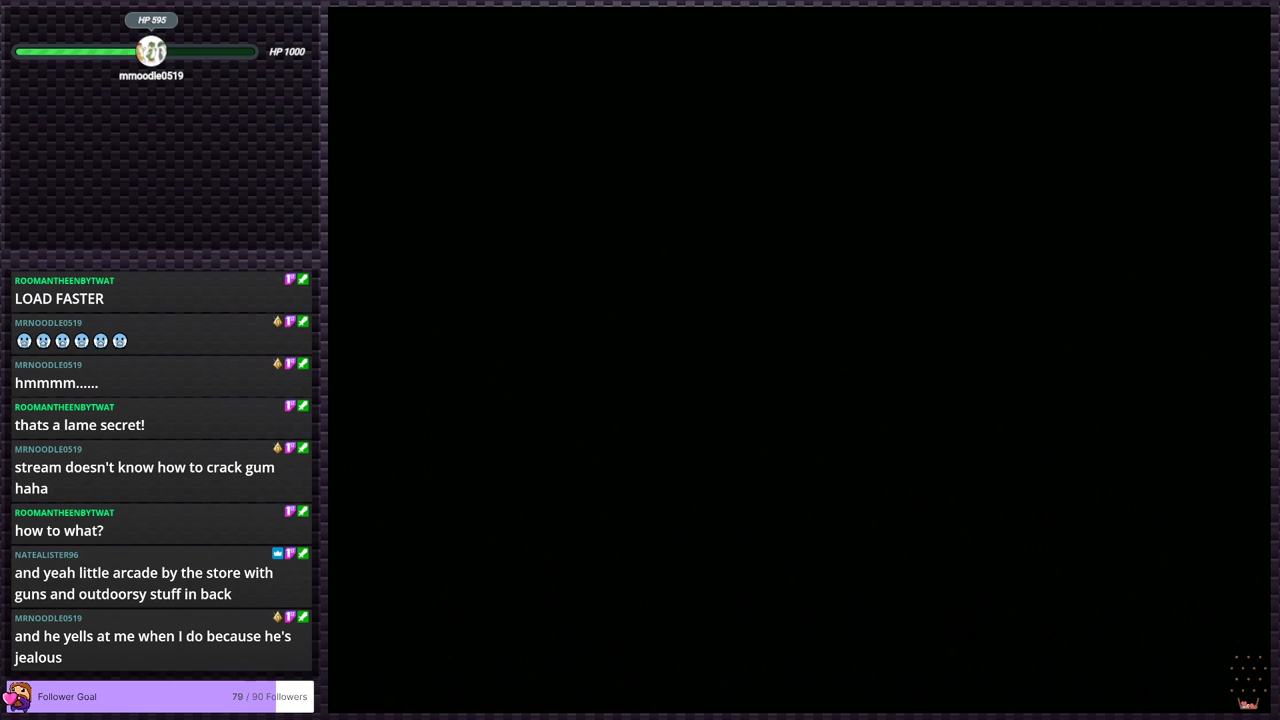 HP 595
HP 1000
mmoodle0519
ROOMANTHEENBYTWAT
LOAD FASTER
MRNOODLE0519
hmmmm......
MRNOODLE0519
ROOMANTHEENBYTWAT
thats a lame secret!
MRNOODLE0519
stream doesn't know how to crack gum
haha
ROOMANTHEENBYTWAT
how to what?
NATEALISTER96
and yeah little arcade by the store with
guns and outdoorsy stuff in back
MRNOODLE0519
and he yells at me when I do because he's
jealous
Follower Goal
79 / 90 Followers